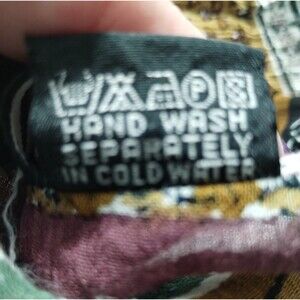 HAND WASH
SEPARATELY
IN COLD WATER